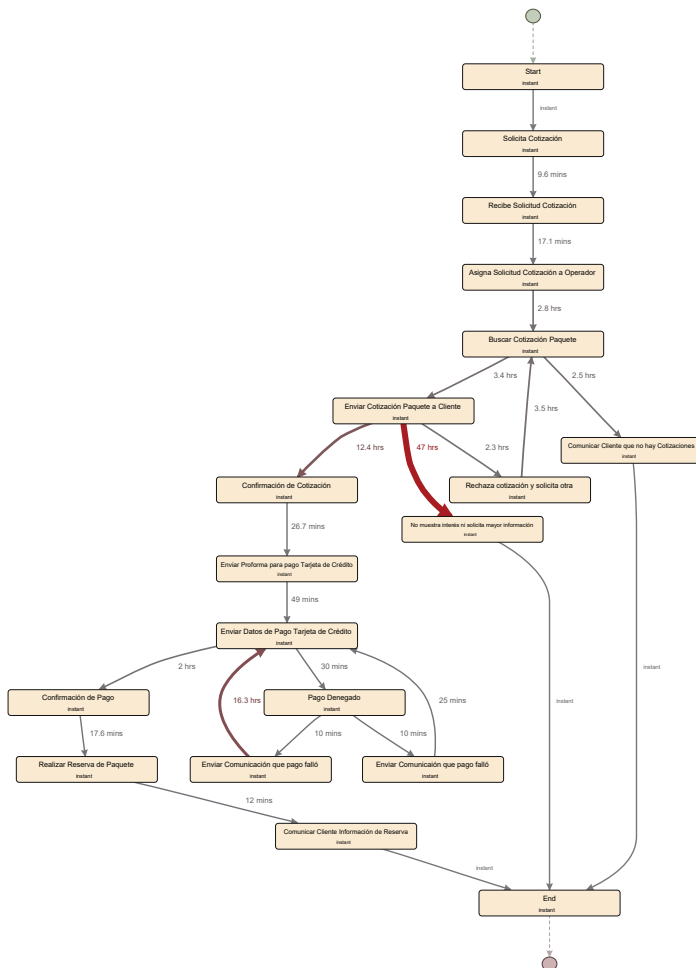 Start
instant
instant
Solicita Cotización
instant
9.6 mins
Recibe Solicitud Cotización
instant
17.1 mins
Asigna Solicitud Cotización a Operador
instant
2.8 hrs
Buscar Cotización Paquete
instant
3.4 hrs
2.5 hrs
3.5 hrs
Enviar Cotización Paquete a Cliente
instant
12.4 hrs
47 hrs
2.3 hrs
Comunicar Cliente que no hay Cotizaciones
instant
Confirmación de Cotización
instant
Rechaza cotización y solicita otra
instant
26.7 mins
No muestra interés ni solicita mayor información
instant
Enviar Proforma para pago Tarjeta de Crédito
instant
49 mins
Enviar Datos de Pago Tarjeta de Crédito
instant
2 hrs
30 mins
instant
Confirmación de Pago
instant
16.3 hrs
Pago Denegado
instant
25 mins
instant
17.6 mins
10 mins
10 mins
Realizar Reserva de Paquete
instant
Enviar Comunicación que pago falló
instant
Enviar Comunicaión que pago falló
instant
12 mins
Comunicar Cliente Información de Reserva
instant
instant
End
instant